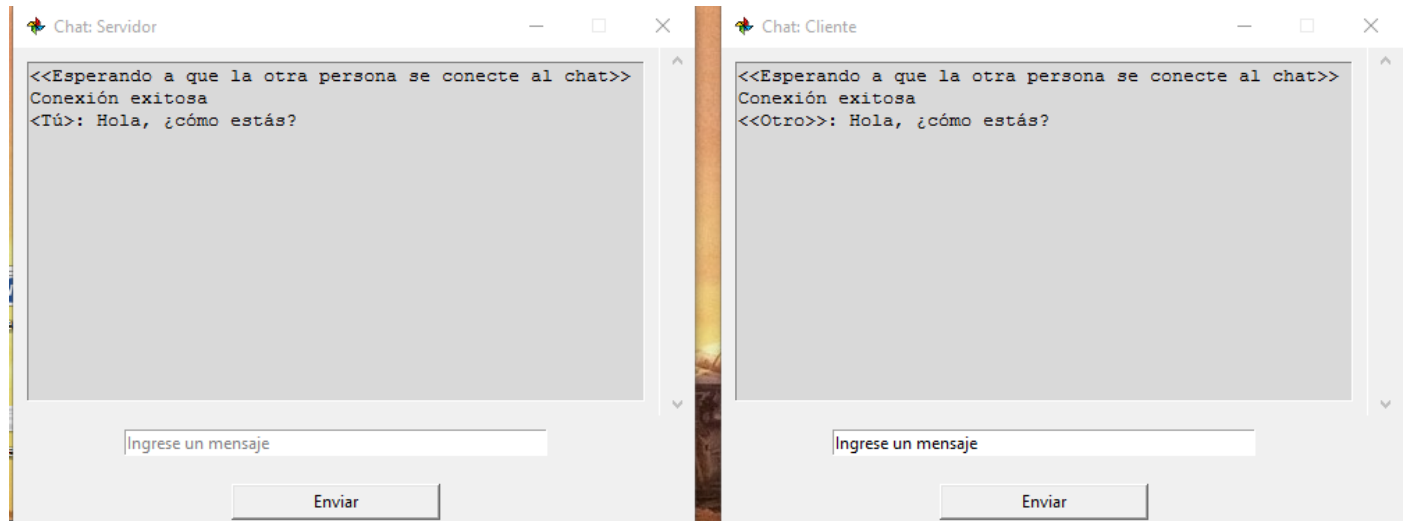 Chat: Servidor
<<Esperando a que la otra persona se conecte al chat>>
Conexión exitosa
<Tú>: Hola, ¿cómo estás?
Ingrese un mensaje
Enviar
Chat: Cliente
<<Esperando a que la otra persona se conecte al chat>>
Conexión exitosa
<<Otro>>: Hola, ¿cómo estás?
Ingrese un mensaje
Enviar